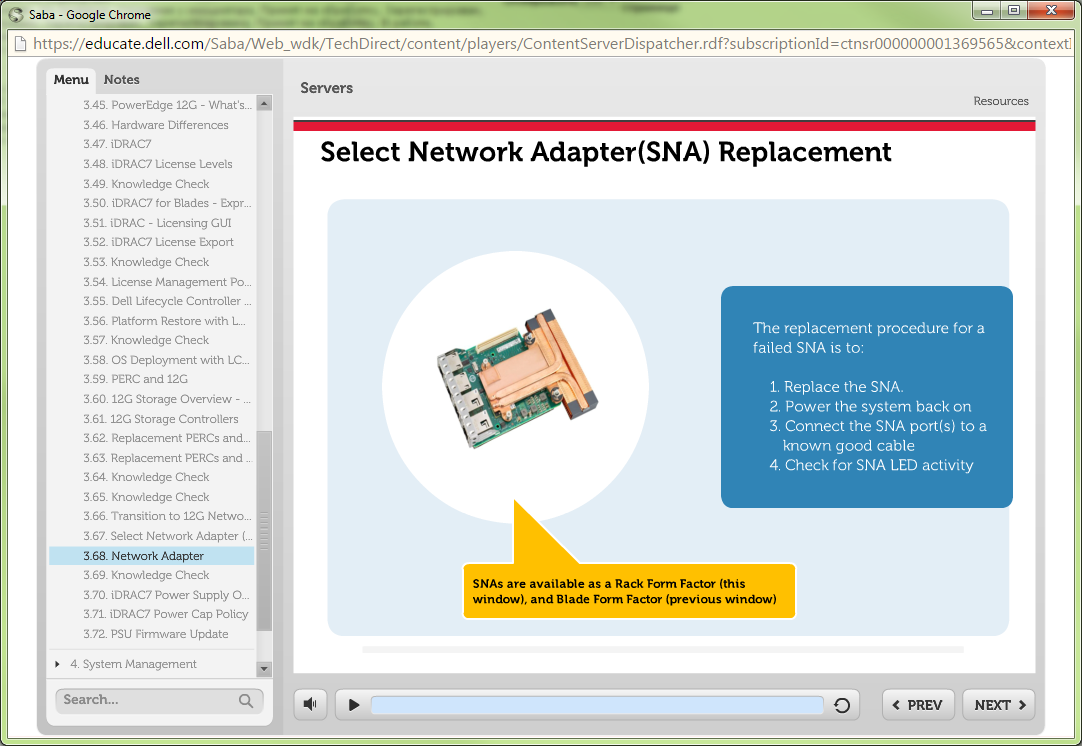 Saba - Google Chrome
https://educate.dell.com/Saba/Web_wdk/TechDirect/content/players/ContentServerDispatcher.rdf?subscriptionId=ctnsr000000001369565&context
Menu
Notes
3.45. PowerEdge 12G - What's...
3.46. Hardware Differences
3.47. iDRAC7
3.48. iDRAC7 License Levels
3.49. Knowledge Check
3.50. iDRAC7 for Blades - Expr...
3.51. iDRAC - Licensing GUI
3.52. iDRAC7 License Export
3.53. Knowledge Check
3.54. License Management Po...
3.55. Dell Lifecycle Controller ...
3.56. Platform Restore with L...
3.57. Knowledge Check
3.58. OS Deployment with LC...
3.59. PERC and 12G
3.60. 12G Storage Overview - ...
3.61. 12G Storage Controllers
3.62. Replacement PERCs and...
3.63. Replacement PERCs and ...
3.64. Knowledge Check
3.65. Knowledge Check
3.66. Transition to 12G Netwo...
3.67. Select Network Adapter (...
3.68. Network Adapter
3.69. Knowledge Check
3.70. iDRAC7 Power Supply O...
3.71. iDRAC7 Power Cap Policy
3.72. PSU Firmware Update
4. System Management
Search...
Servers
Resources
Select Network Adapter(SNA) Replacement
The replacement procedure for a
failed SNA is to:
1. Replace the SNA.
2. Power the system back on
3. Connect the SNA port(s) to a
known good cable
4. Check for SNA LED activity
SNAs are available as a Rack Form Factor (this
window), and Blade Form Factor (previous window)
PREV
NEXT